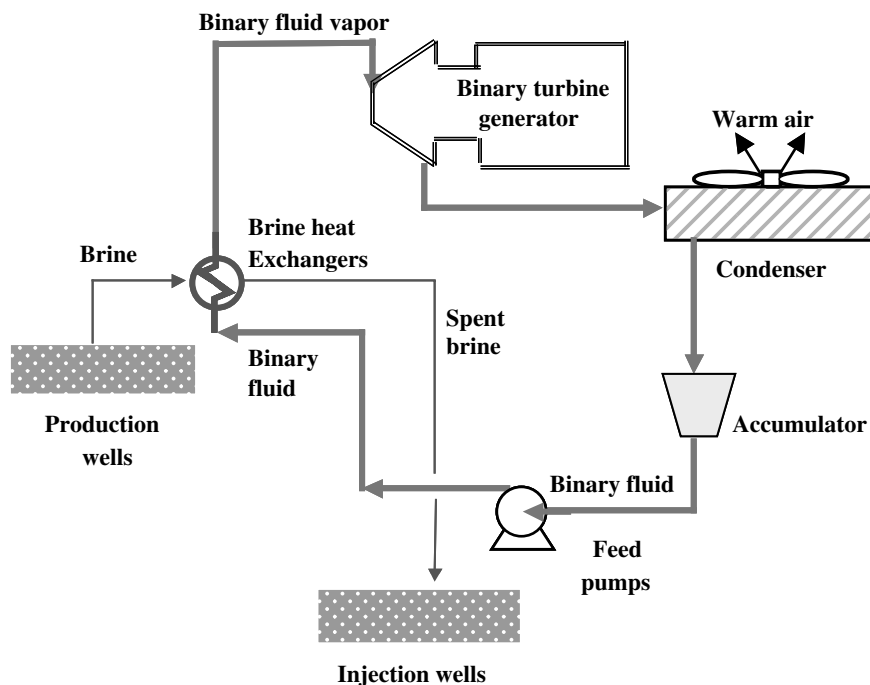 Binary fluid vapor
Binary turbine
generator
Warm air
Brine heat
Exchangers
Brine
Condenser
Spent
brine
Binary
fluid
Production
wells
Accumulator
Binary fluid
Feed
pumps
Injection wells